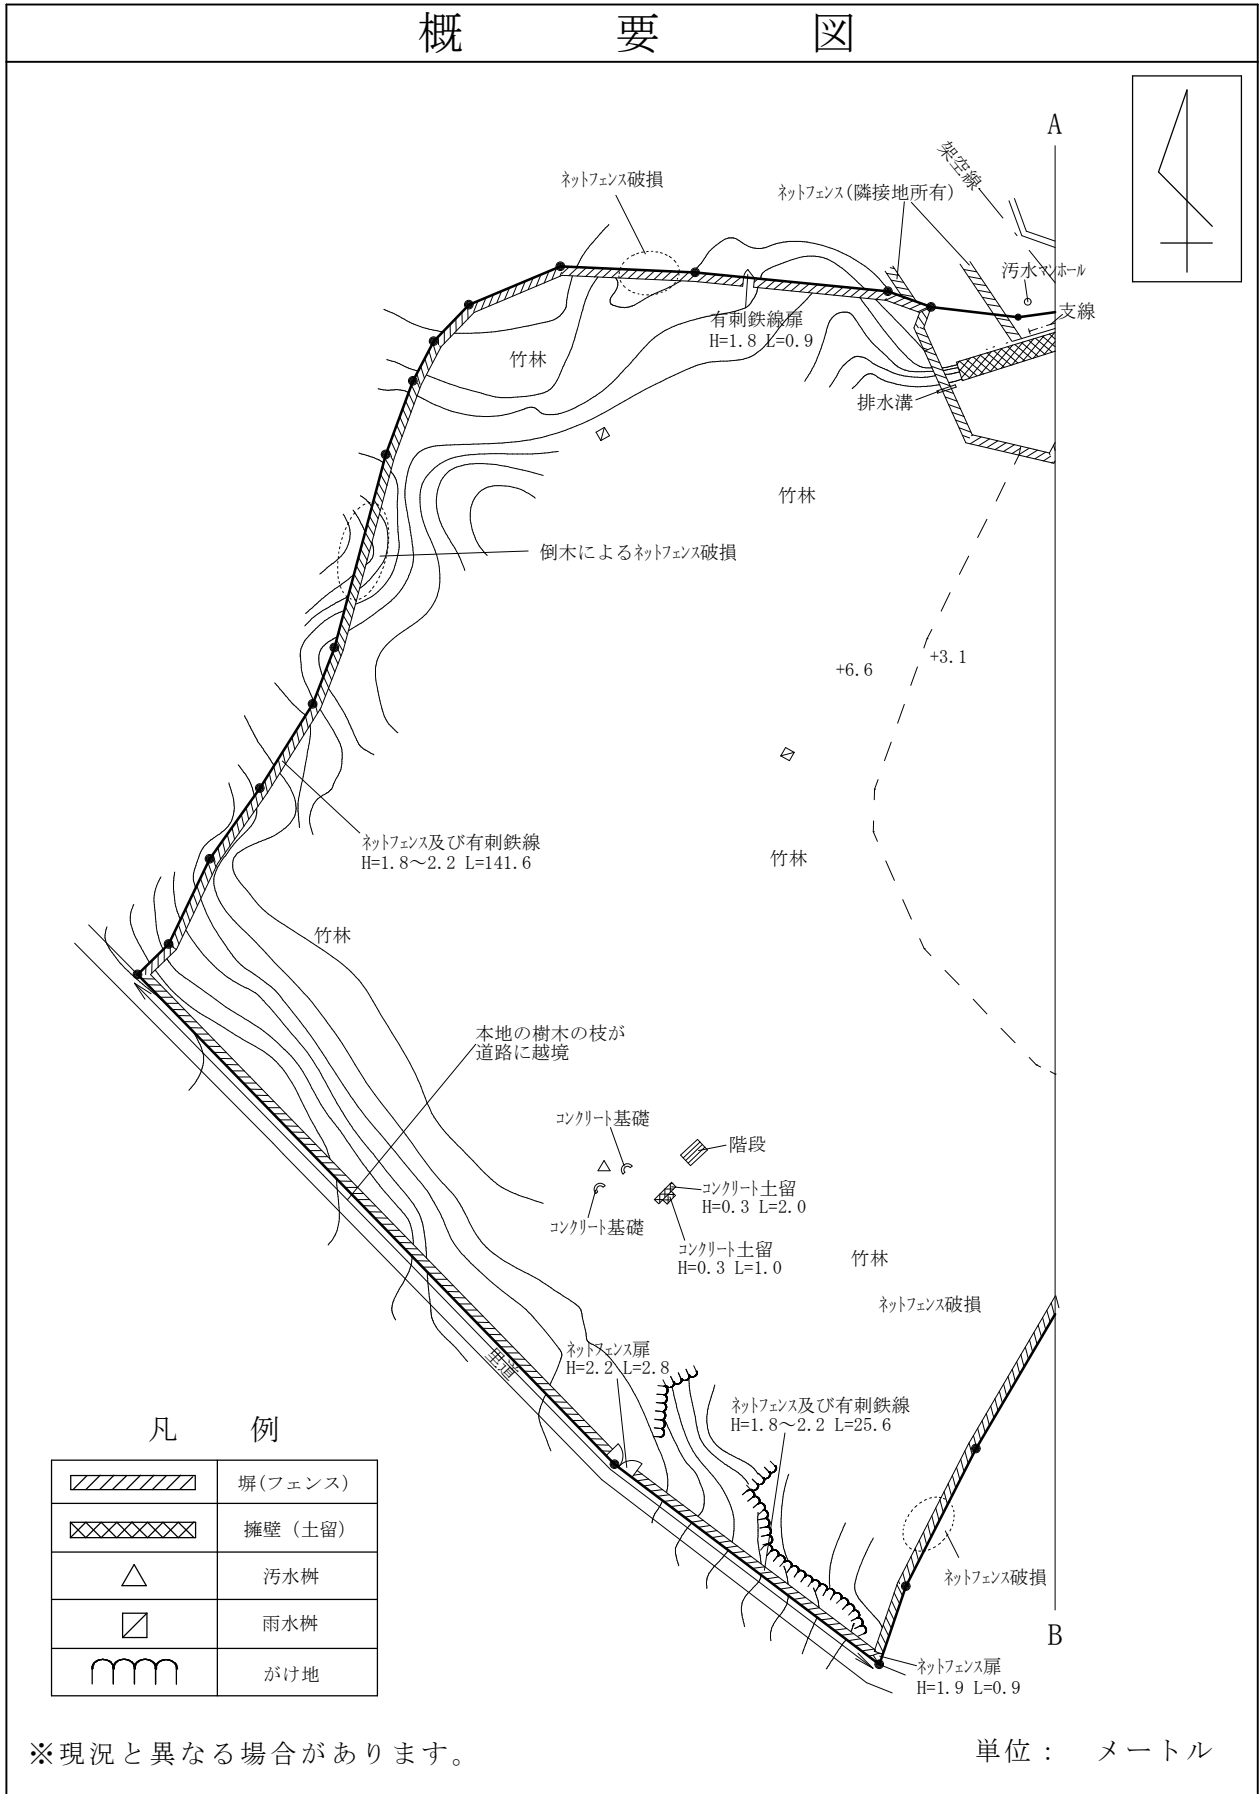 概要図
A
架空線
ネットフェンス破損
ネットフェンス(隣接地所有)
汚水マンホール
支線
有刺鉄線扉
H=1.8 L=0.9
竹林
排水溝
竹林
倒木によるネットフェンス破損
+6.6
+3.1
ネットフェンス及び有刺鉄線
H=1.8～2.2 L=141.6
竹林
竹林
本地の樹木の枝が
道路に越境
コンクリート基礎
階段
コンクリート土留
H=0.3 L=2.0
コンクリート基礎
コンクリート土留
H=0.3 L=1.0
竹林
ネットフェンス破損
里道
ネットフェンス扉
H=2.2 L=2.8
ネットフェンス及び有刺鉄線
H=1.8～2.2 L=25.6
ネットフェンス破損
B
ネットフェンス扉
H=1.9 L=0.9
凡例
塀(フェンス)
擁壁（土留）
汚水桝
雨水桝
がけ地
※現況と異なる場合があります。
単位： メートル